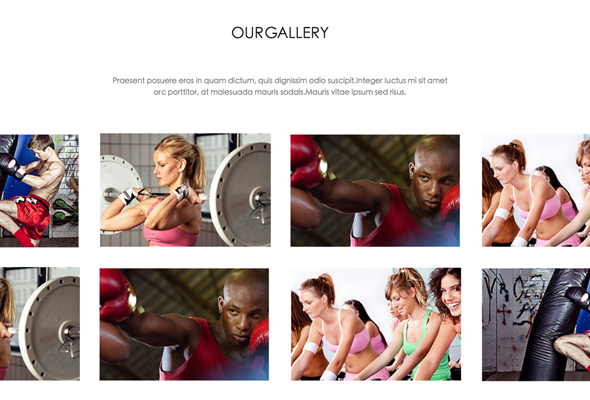 OURGALLERY
Praesent posuere eros in quam dictum, quis dignissim odio suscipit.Integer luctus mi sit amet
orc porttitor, at malesuada mauris sodals.Mauris vitae ipsum sed risus.